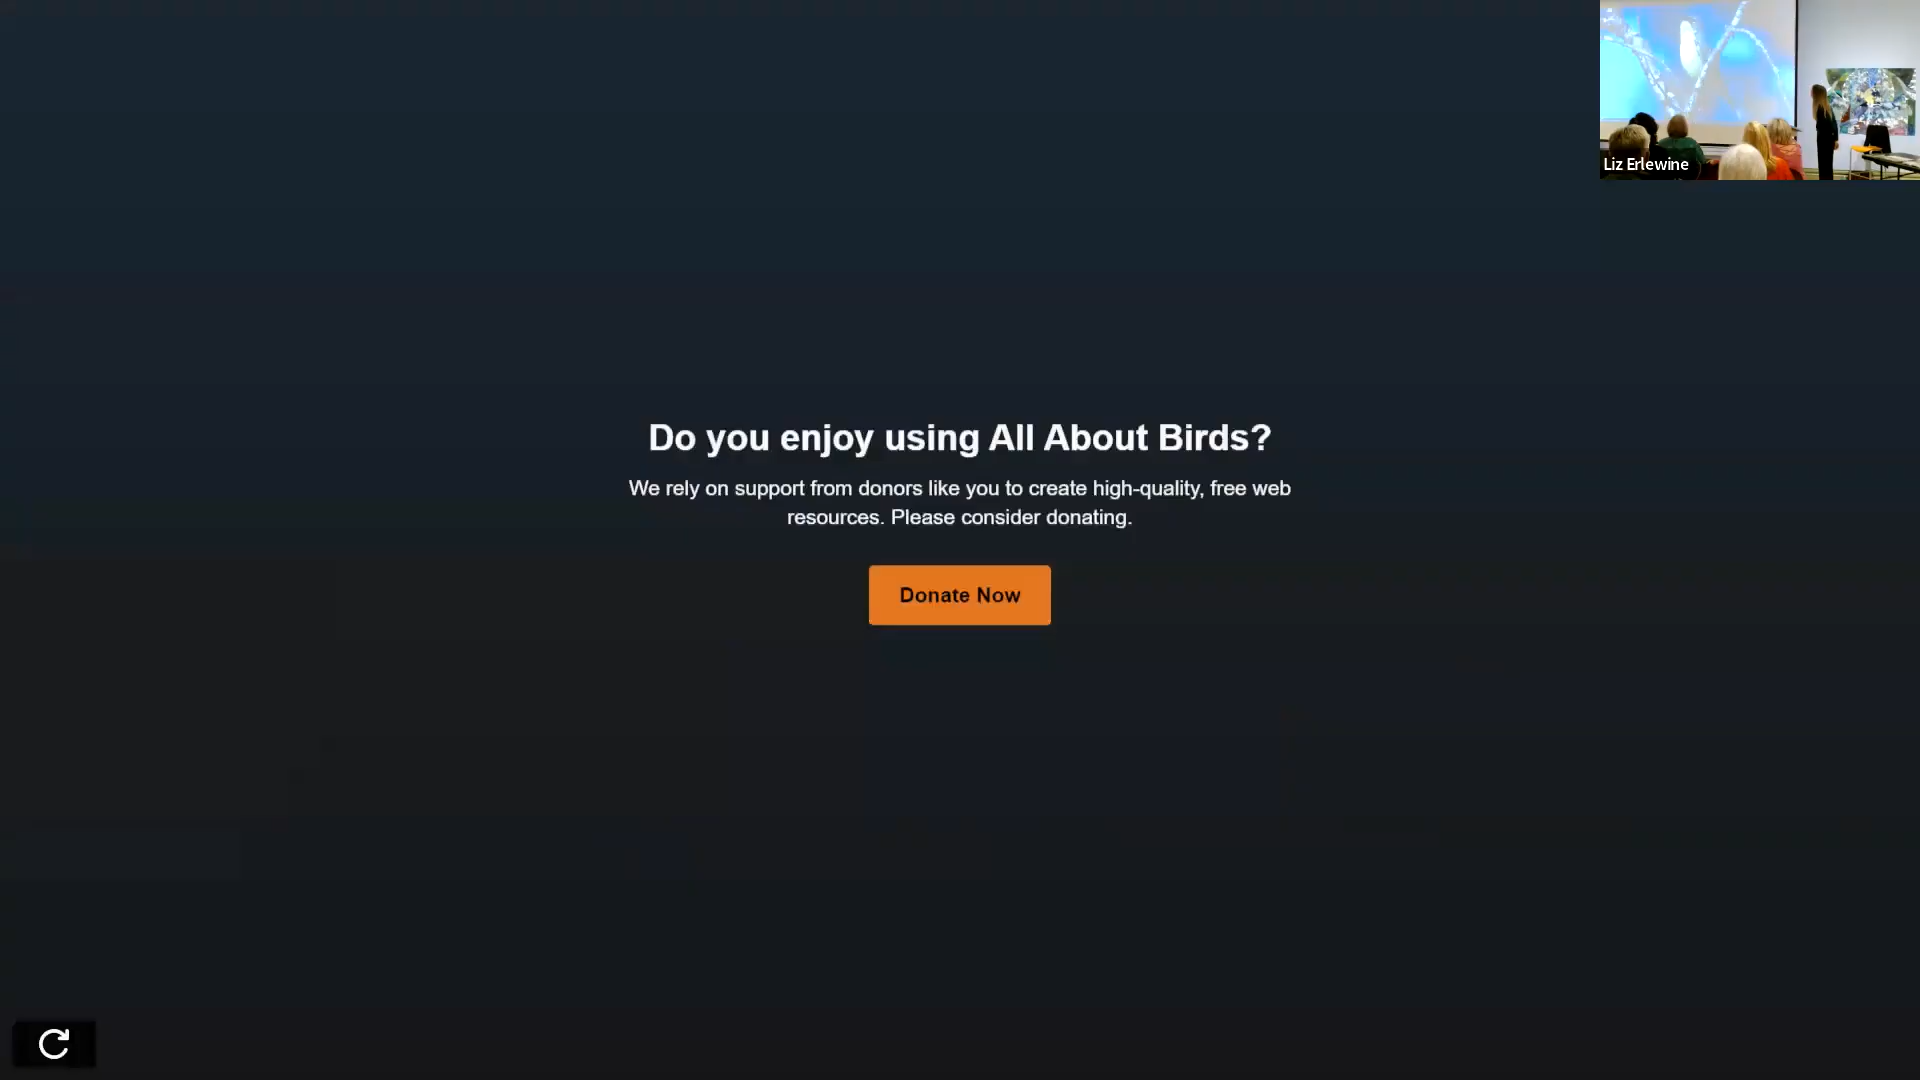 Liz Erlewine
Do you enjoy using All About Birds?
We rely on support from donors like you to create high-quality, free web
resources. Please consider donating.
Donate Now